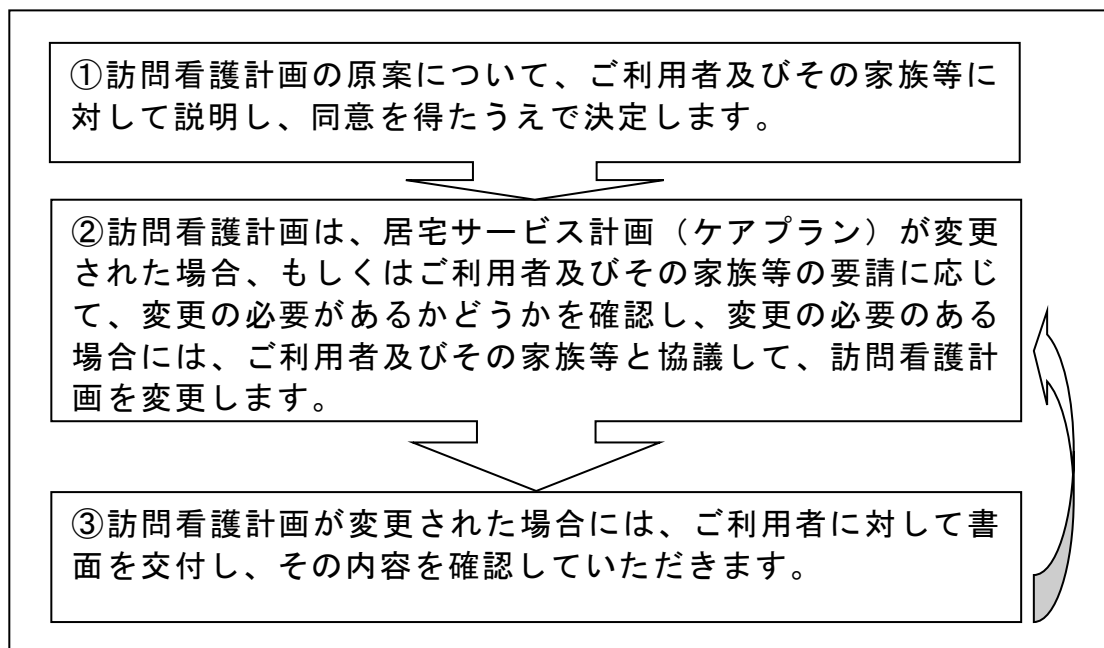 ①訪問看護計画の原案について、ご利用者及びその家族等に
対して説明し、同意を得たうえで決定します。
②訪問看護計画は、居宅サービス計画（ケアプラン）が変更
された場合、もしくはご利用者及びその家族等の要請に応じ
て、変更の必要があるかどうかを確認し、変更の必要のある
場合には、ご利用者及びその家族等と協議して、訪問看護計
画を変更します。
③訪問看護計画が変更された場合には、ご利用者に対して書
面を交付し、その内容を確認していただきます。